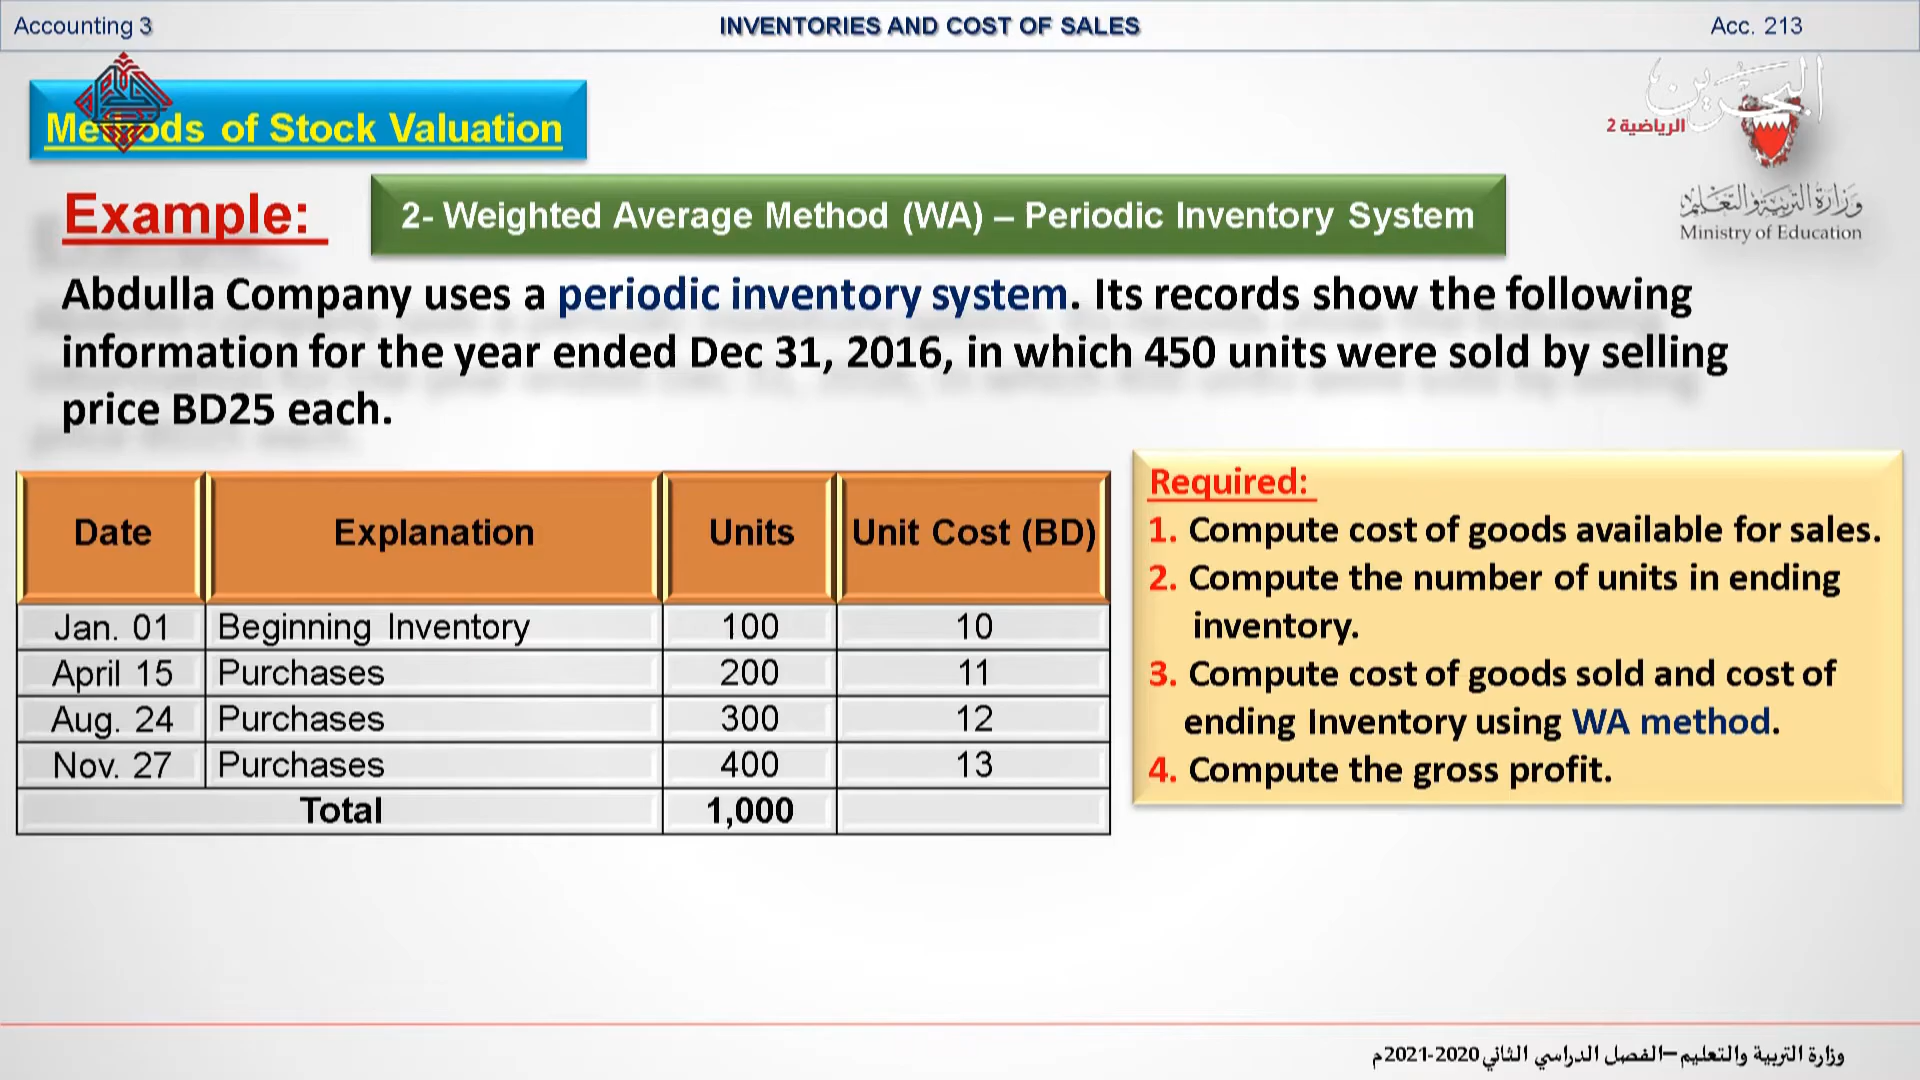 Accounting 3
INVENTORIES AND COST OF SALES
Acc. 213
Methods of Stock Valuation
البحرين
الرياضية 2
وزارة التربية والتعليم
Ministry of Education
Example:
2- Weighted Average Method (WA) – Periodic Inventory System
Abdulla Company uses a periodic inventory system. Its records show the following
information for the year ended Dec 31, 2016, in which 450 units were sold by selling
price BD25 each.
Date Explanation Units Unit Cost (BD)
Jan. 01 Beginning Inventory 100 10
April 15 Purchases 200 11
Aug. 24 Purchases 300 12
Nov. 27 Purchases 400 13
Total 1,000
Required:
1. Compute cost of goods available for sales.
2. Compute the number of units in ending
inventory.
3. Compute cost of goods sold and cost of
ending Inventory using WA method.
4. Compute the gross profit.
وزارة التربية والتعليم –الفصل الدراسي الثاني 2020-2021م